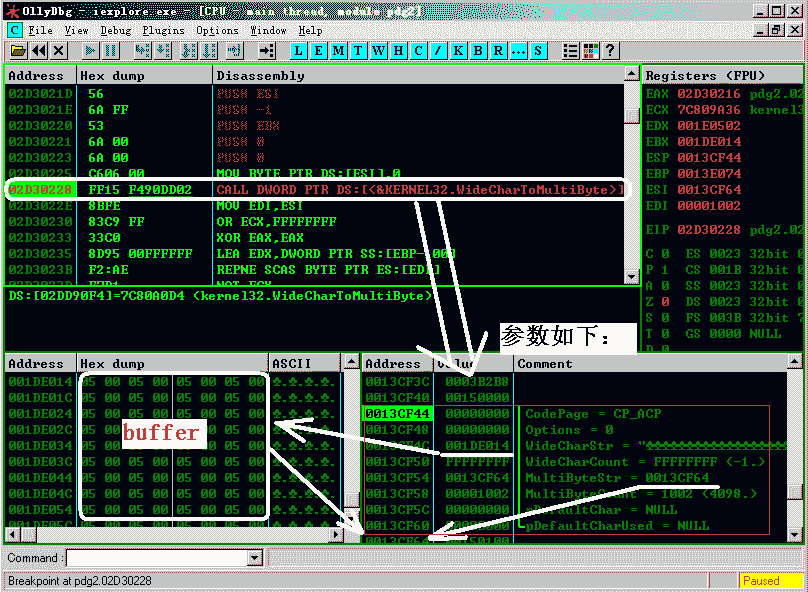 OllyDbg - iexplore.exe - [CPU - main thread, module pdg2]
C File View Debug Plugins Options Window Help
L E M T W H C / K B R ... S ?
Address Hex dump Disassembly Registers (FPU)
02D3021D 56 PUSH ESI
02D3021E 6A FF PUSH -1
02D30220 53 PUSH EBX
02D30221 6A 00 PUSH 0
02D30223 6A 00 PUSH 0
02D30225 C606 00 MOV BYTE PTR DS:[ESI],0
02D30228 FF15 F490DD02 CALL DWORD PTR DS:[<&KERNEL32.WideCharToMultiByte>]
02D3022E 8BFE MOV EDI,ESI
02D30230 83C9 FF OR ECX,FFFFFFFF
02D30233 33C0 XOR EAX,EAX
02D30235 8D95 00FFFFFF LEA EDX,DWORD PTR SS:[EBP-100]
02D3023B F2:AE REPNE SCAS BYTE PTR ES:[EDI]
NOT ECX
EAX 02D30216 pdg2.02
ECX 7C809A36 kernel3
EDX 001E0502
EBX 001DE014
ESP 0013CF44
EBP 0013E074
ESI 0013CF64
EDI 00001002
EIP 02D30228 pdg2.02
C 0 ES 0023 32bit
P 1 CS 001B 32bit
A 0 SS 0023 32bit
Z 0 DS 0023 32bit
S 0 FS 003B 32bit 7
T 0 GS 0000 NULL
D 0
DS:[02DD90F4]=7C80A0D4 (kernel32.WideCharToMultiByte)
参数如下：
Address Hex dump ASCII
001DE014 05 00 05 00 05 00 05 00
001DE01C 05 00 05 00 05 00 05 00
001DE024 05 00 05 00 05 00 05 00
001DE02C 05 00 05 00
001DE034 05 00 05 00
001DE03C 05 00 05 00 05 00 05 00
001DE044 05 00 05 00 05 00 05 00
001DE04C 05 00 05 00 05 00 05 00
001DE054 05 00 05 00 05 00 05 00
001DE05C
buffer
Address Value Comment
0013CF3C 0003B2B8
0013CF40 00150000
0013CF44 00000000 CodePage = CP_ACP
0013CF48 00000000 Options = 0
0013CF4C 001DE014 WideCharStr = "
0013CF50 FFFFFFFF WideCharCount = FFFFFFFF (-1.)
0013CF54 0013CF64 MultiByteStr = 0013CF64
0013CF58 00001002 MultiByteCount = 1002 (4098.)
0013CF5C 00000000 pDefaultChar = NULL
0013CF60 00000000 pDefaultCharUsed = NULL
0013CF64 00150100
Command :
Breakpoint at pdg2.02D30228 Paused